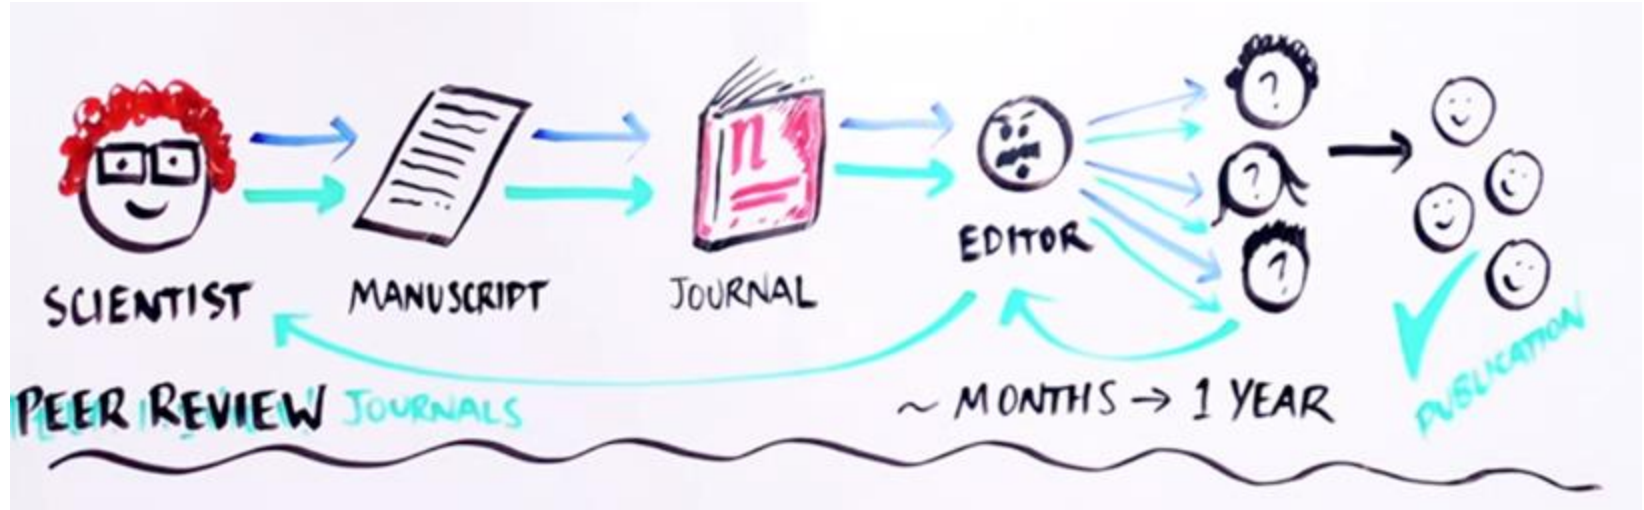 SCIENTIST
MANUSCRIPT
n
JOURNAL
EDITOR
?
?
?
PEER REVIEW JOURNALS
~ MONTHS → 1 YEAR
PUBLICATION